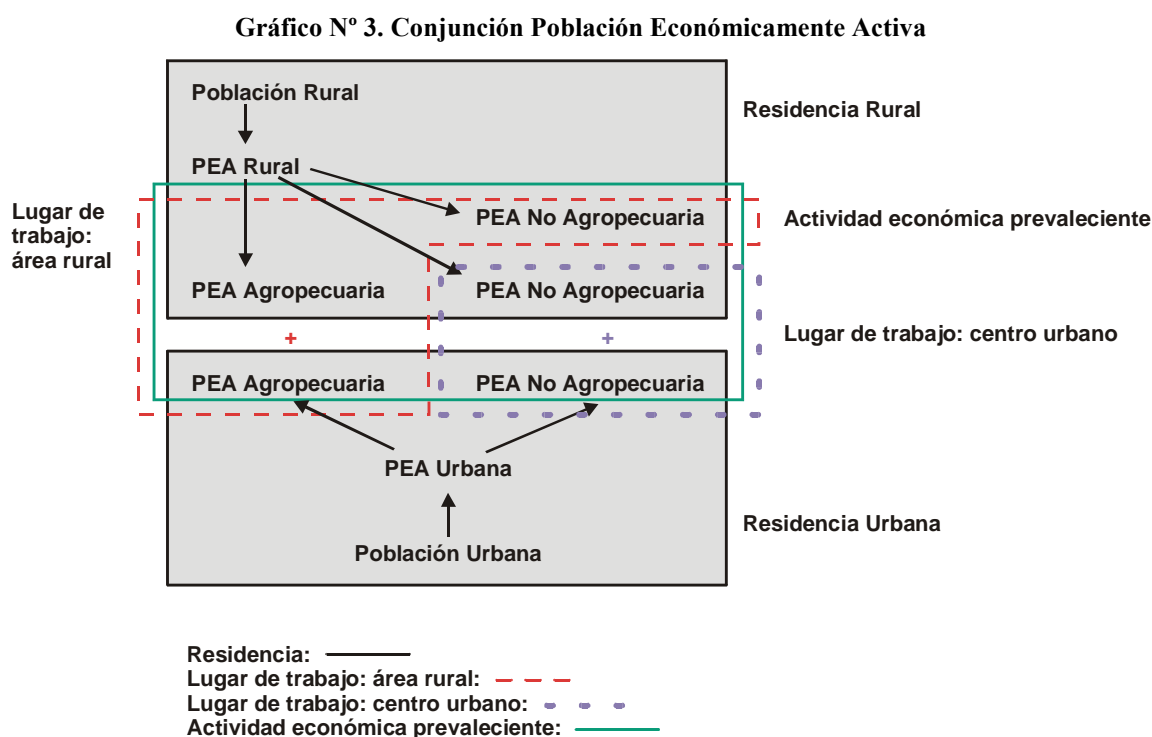 Gráfico Nº 3. Conjunción Población Económicamente Activa
Población Rural
Residencia Rural
PEA Rural
Lugar de
trabajo:
área rural
PEA No Agropecuaria
Actividad económica prevaleciente
PEA Agropecuaria
PEA No Agropecuaria
+
+
Lugar de trabajo: centro urbano
PEA Agropecuaria
PEA No Agropecuaria
PEA Urbana
Residencia Urbana
Población Urbana
Residencia:
Lugar de trabajo: área rural:
Lugar de trabajo: centro urbano:
Actividad económica prevaleciente: